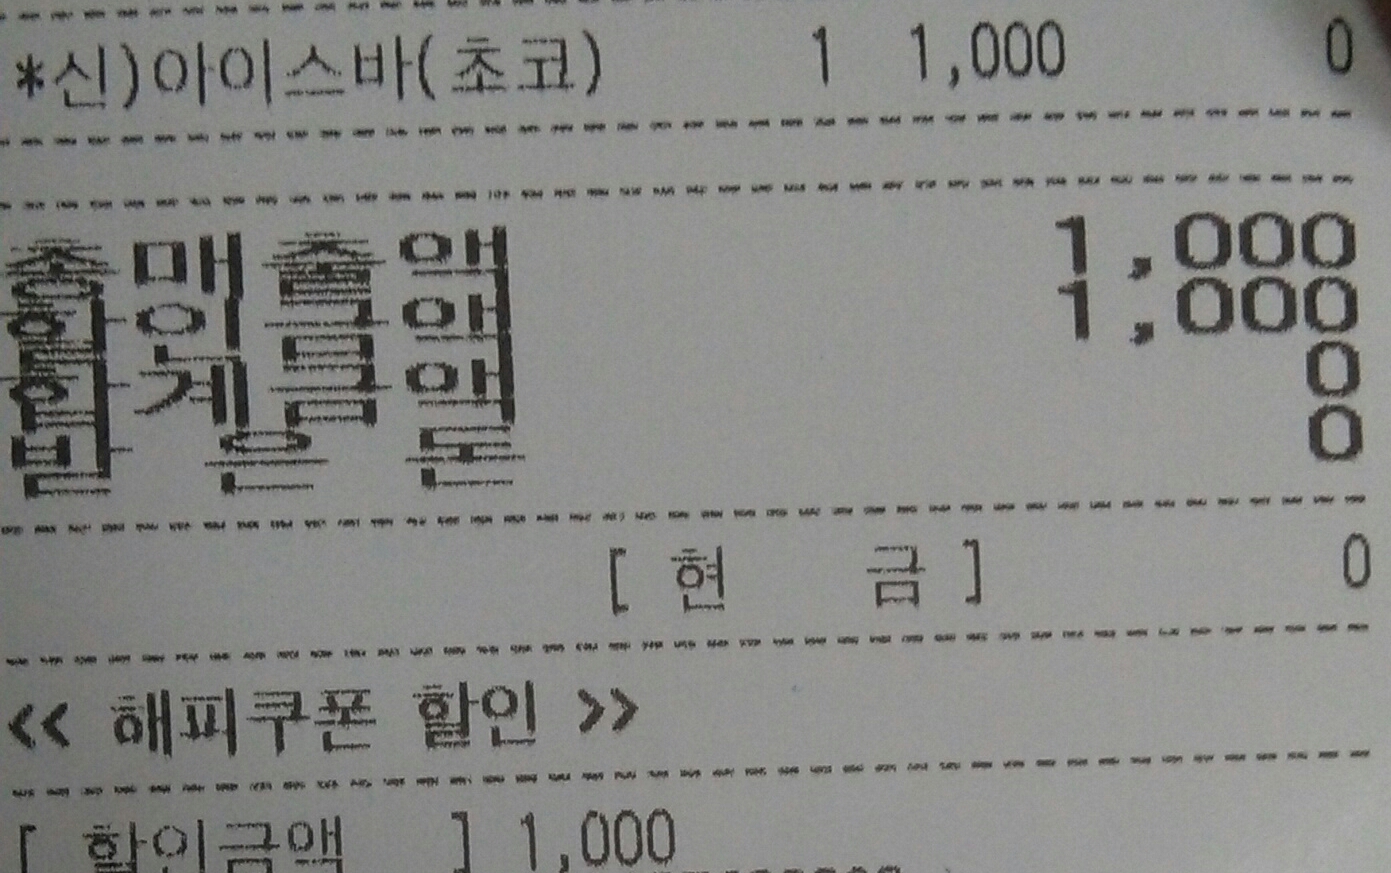 *신)아이스바(초코) 1 1,000 0
총매출액 1,000
할인금액 1,000
합계금액 0
받은돈 0
[ 현 금 ] 0
<< 해피쿠폰 할인 >>
[ 할인금액 ] 1,000